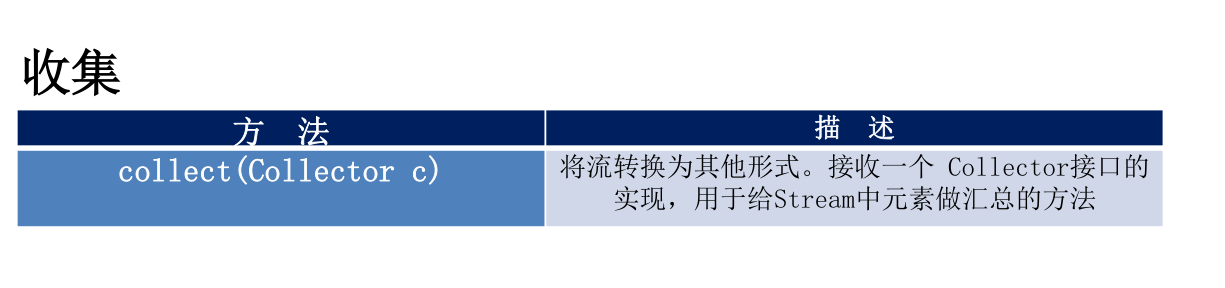 收集
方 法
描 述
collect(Collector c)
将流转换为其他形式。接收一个 Collector接口的
实现，用于给Stream中元素做汇总的方法